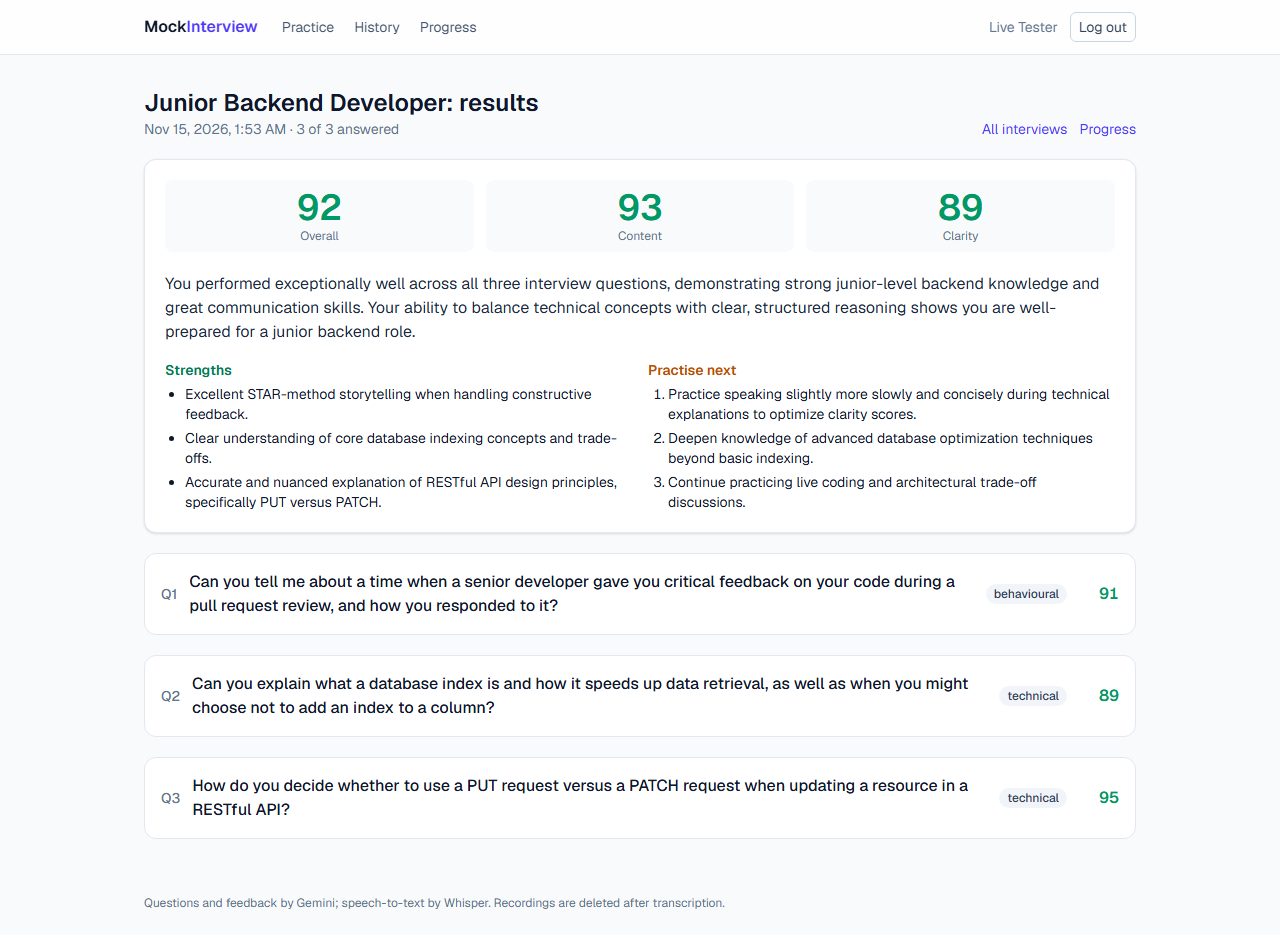 MockInterview Practice History Progress Live Tester Log out
Junior Backend Developer: results
Nov 15, 2026, 1:53 AM · 3 of 3 answered All interviews Progress
92 93 89
Overall Content Clarity
You performed exceptionally well across all three interview questions, demonstrating strong junior-level backend knowledge and
great communication skills. Your ability to balance technical concepts with clear, structured reasoning shows you are well-
prepared for a junior backend role.
Strengths
• Excellent STAR-method storytelling when handling constructive
feedback.
• Clear understanding of core database indexing concepts and trade-
offs.
• Accurate and nuanced explanation of RESTful API design principles,
specifically PUT versus PATCH.
Practise next
1. Practice speaking slightly more slowly and concisely during technical
explanations to optimize clarity scores.
2. Deepen knowledge of advanced database optimization techniques
beyond basic indexing.
3. Continue practicing live coding and architectural trade-off
discussions.
Q1 Can you tell me about a time when a senior developer gave you critical feedback on your code during a
pull request review, and how you responded to it?
behavioural 91
Q2 Can you explain what a database index is and how it speeds up data retrieval, as well as when you might
choose not to add an index to a column?
technical 89
Q3 How do you decide whether to use a PUT request versus a PATCH request when updating a resource in a
RESTful API?
technical 95
Questions and feedback by Gemini; speech-to-text by Whisper. Recordings are deleted after transcription.